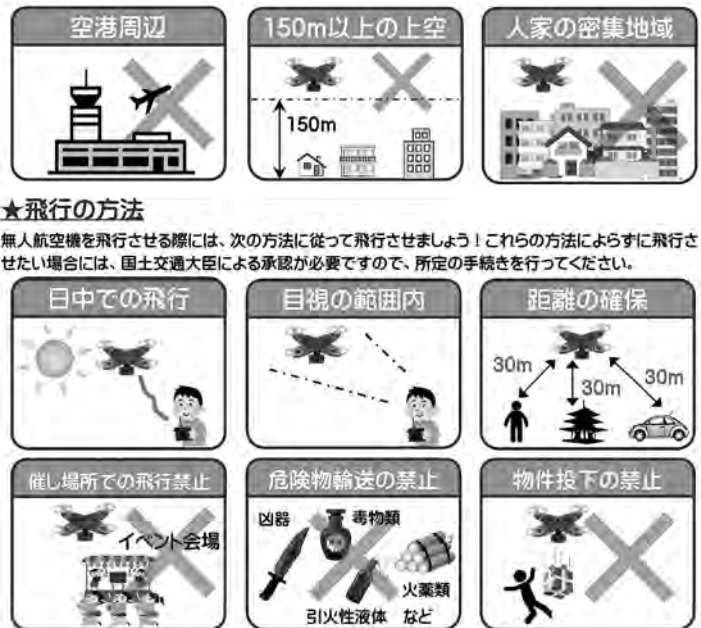 空港周辺
150m以上の上空
人家の密集地域
150m
★飛行の方法
無人航空機を飛行させる際には、次の方法に従って飛行させましょう！これらの方法によらずに飛行さ
せたい場合には、国土交通大臣による承認が必要ですので、所定の手続きを行ってください。
日中での飛行
目視の範囲内
距離の確保
30m
30m
30m
催し場所での飛行禁止
危険物輸送の禁止
物件投下の禁止
イベント会場
凶器
毒物類
火薬類
引火性液体 など